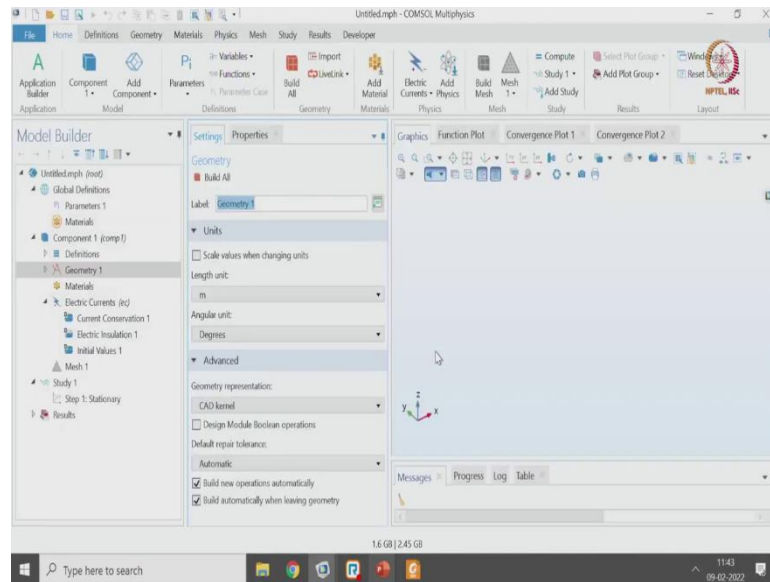 Untitled.mph - COMSOL Multiphysics
File Home Definitions Geometry Materials Physics Mesh Study Results Developer
Application Builder
Component 1
Add Component
Pi
Parameters
Variables
Functions
Parameter Case
Build All
Import
LiveLink
Add Material
Electric Currents
Add Physics
Build Mesh
Mesh 1
Compute
Study 1
Add Study
Select Plot Group
Add Plot Group
Reset Desktop
NPTEL, IISc
Application Model Definitions Geometry Materials Physics Mesh Study Results Layout
Model Builder
Untitled.mph (root)
Global Definitions
Pi Parameters 1
Materials
Component 1 (comp1)
Definitions
Geometry 1
Materials
Electric Currents (ec)
Current Conservation 1
Electric Insulation 1
Initial Values 1
Mesh 1
Study 1
Step 1: Stationary
Results
Settings Properties
Geometry
Build All
Label: Geometry 1
Units
Scale values when changing units
Length unit:
m
Angular unit:
Degrees
Advanced
Geometry representation:
CAD kernel
Design Module Boolean operations
Default repair tolerance:
Automatic
Build new operations automatically
Build automatically when leaving geometry
Graphics Function Plot Convergence Plot 1 Convergence Plot 2
z
y x
Messages Progress Log Table
1.6 GB | 2.45 GB
Type here to search
11:43
09-02-2022